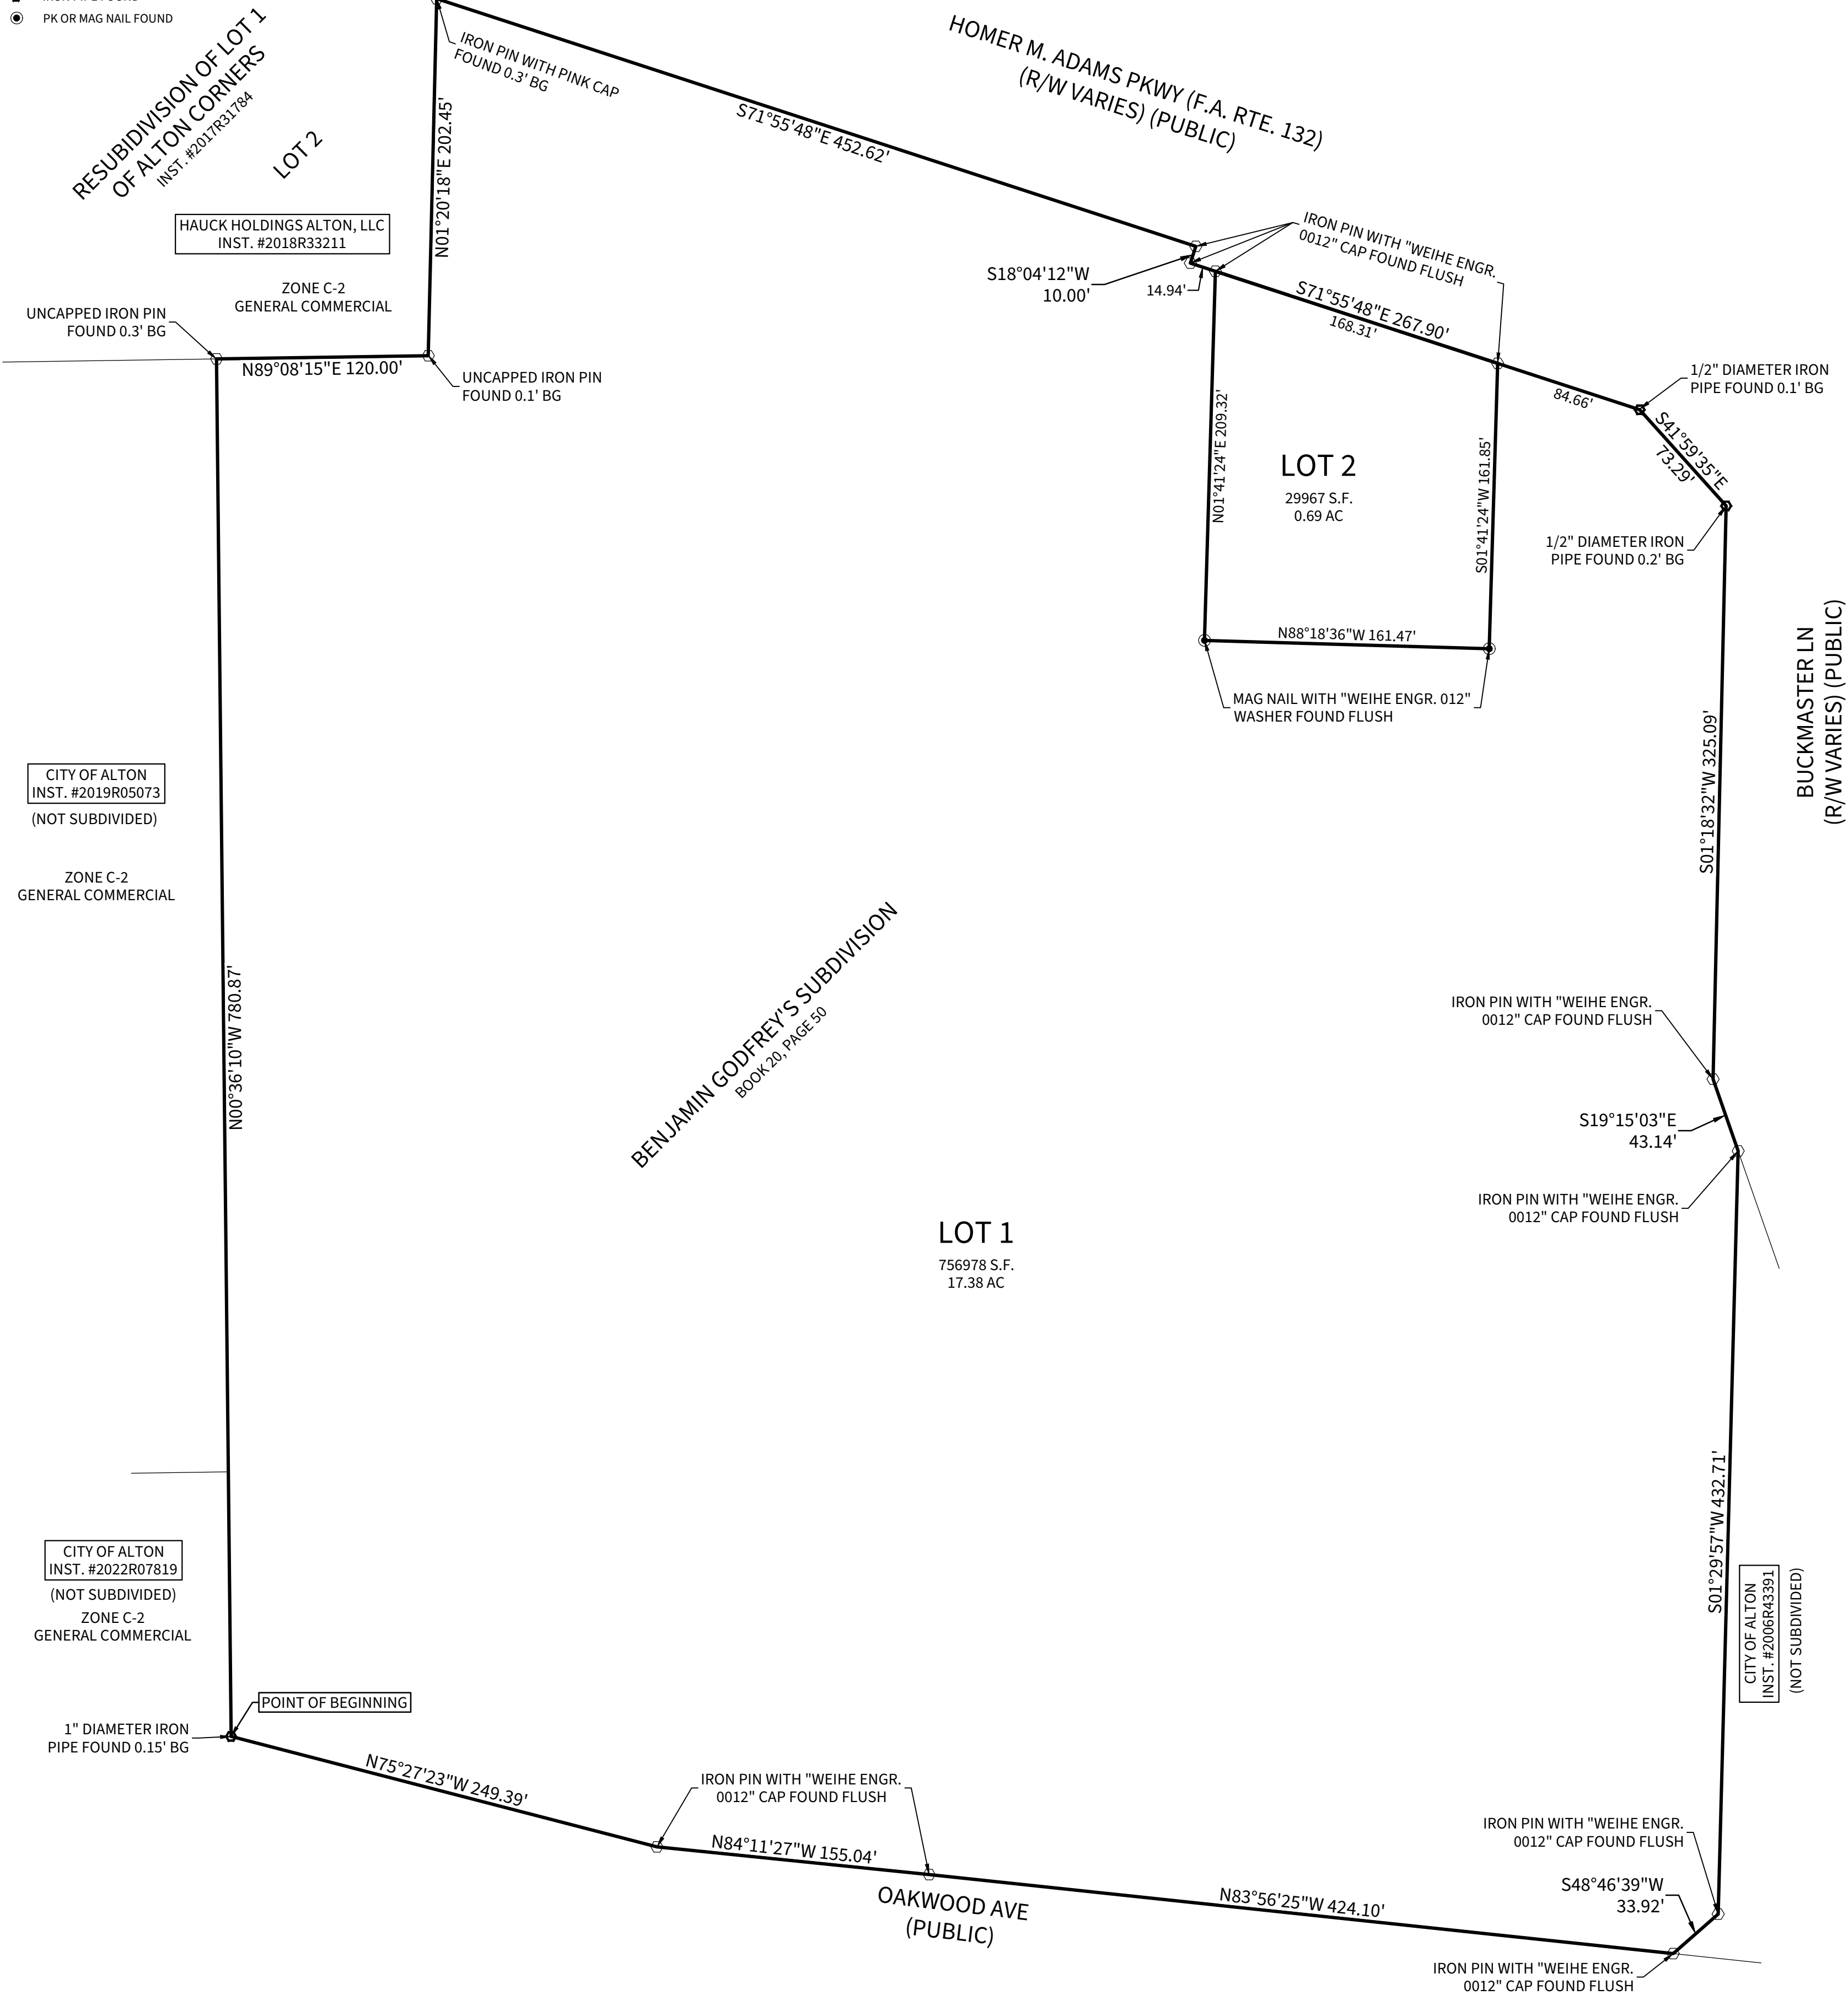 PK OR MAG NAIL FOUND
RESUBIDIVISION OF LOT 1
OF ALTON CORNERS
INST. #2017R31784
LOT 2
HAUCK HOLDINGS ALTON, LLC
INST. #2018R33211
ZONE C-2
GENERAL COMMERCIAL
UNCAPPED IRON PIN
FOUND 0.3' BG
N89°08'15"E 120.00'
UNCAPPED IRON PIN
FOUND 0.1' BG
N01°20'18"E 202.45'
IRON PIN WITH PINK CAP
FOUND 0.3' BG
S71°55'48"E 452.62'
HOMER M. ADAMS PKWY (F.A. RTE. 132)
(R/W VARIES) (PUBLIC)
IRON PIN WITH "WEIHE ENGR.
0012" CAP FOUND FLUSH
S18°04'12"W
10.00'
14.94'
S71°55'48"E 267.90'
168.31'
84.66'
1/2" DIAMETER IRON
PIPE FOUND 0.1' BG
S41°59'35"E
73.29'
1/2" DIAMETER IRON
PIPE FOUND 0.2' BG
N01°41'24"E 209.32'
LOT 2
29967 S.F.
0.69 AC
S01°41'24"W 161.85'
N88°18'36"W 161.47'
MAG NAIL WITH "WEIHE ENGR. 012"
WASHER FOUND FLUSH
BUCKMASTER LN
(R/W VARIES) (PUBLIC)
S01°18'32"W 325.09'
CITY OF ALTON
INST. #2019R05073
(NOT SUBDIVIDED)
ZONE C-2
GENERAL COMMERCIAL
N00°36'10"W 780.87'
BENJAMIN GODFREY'S SUBDIVISION
BOOK 20, PAGE 50
IRON PIN WITH "WEIHE ENGR.
0012" CAP FOUND FLUSH
S19°15'03"E
43.14'
IRON PIN WITH "WEIHE ENGR.
0012" CAP FOUND FLUSH
LOT 1
756978 S.F.
17.38 AC
S01°29'57"W 432.71'
CITY OF ALTON
INST. #2006R43391
(NOT SUBDIVIDED)
CITY OF ALTON
INST. #2022R07819
(NOT SUBDIVIDED)
ZONE C-2
GENERAL COMMERCIAL
POINT OF BEGINNING
1" DIAMETER IRON
PIPE FOUND 0.15' BG
N75°27'23"W 249.39'
IRON PIN WITH "WEIHE ENGR.
0012" CAP FOUND FLUSH
N84°11'27"W 155.04'
OAKWOOD AVE
(PUBLIC)
N83°56'25"W 424.10'
IRON PIN WITH "WEIHE ENGR.
0012" CAP FOUND FLUSH
S48°46'39"W
33.92'
IRON PIN WITH "WEIHE ENGR.
0012" CAP FOUND FLUSH